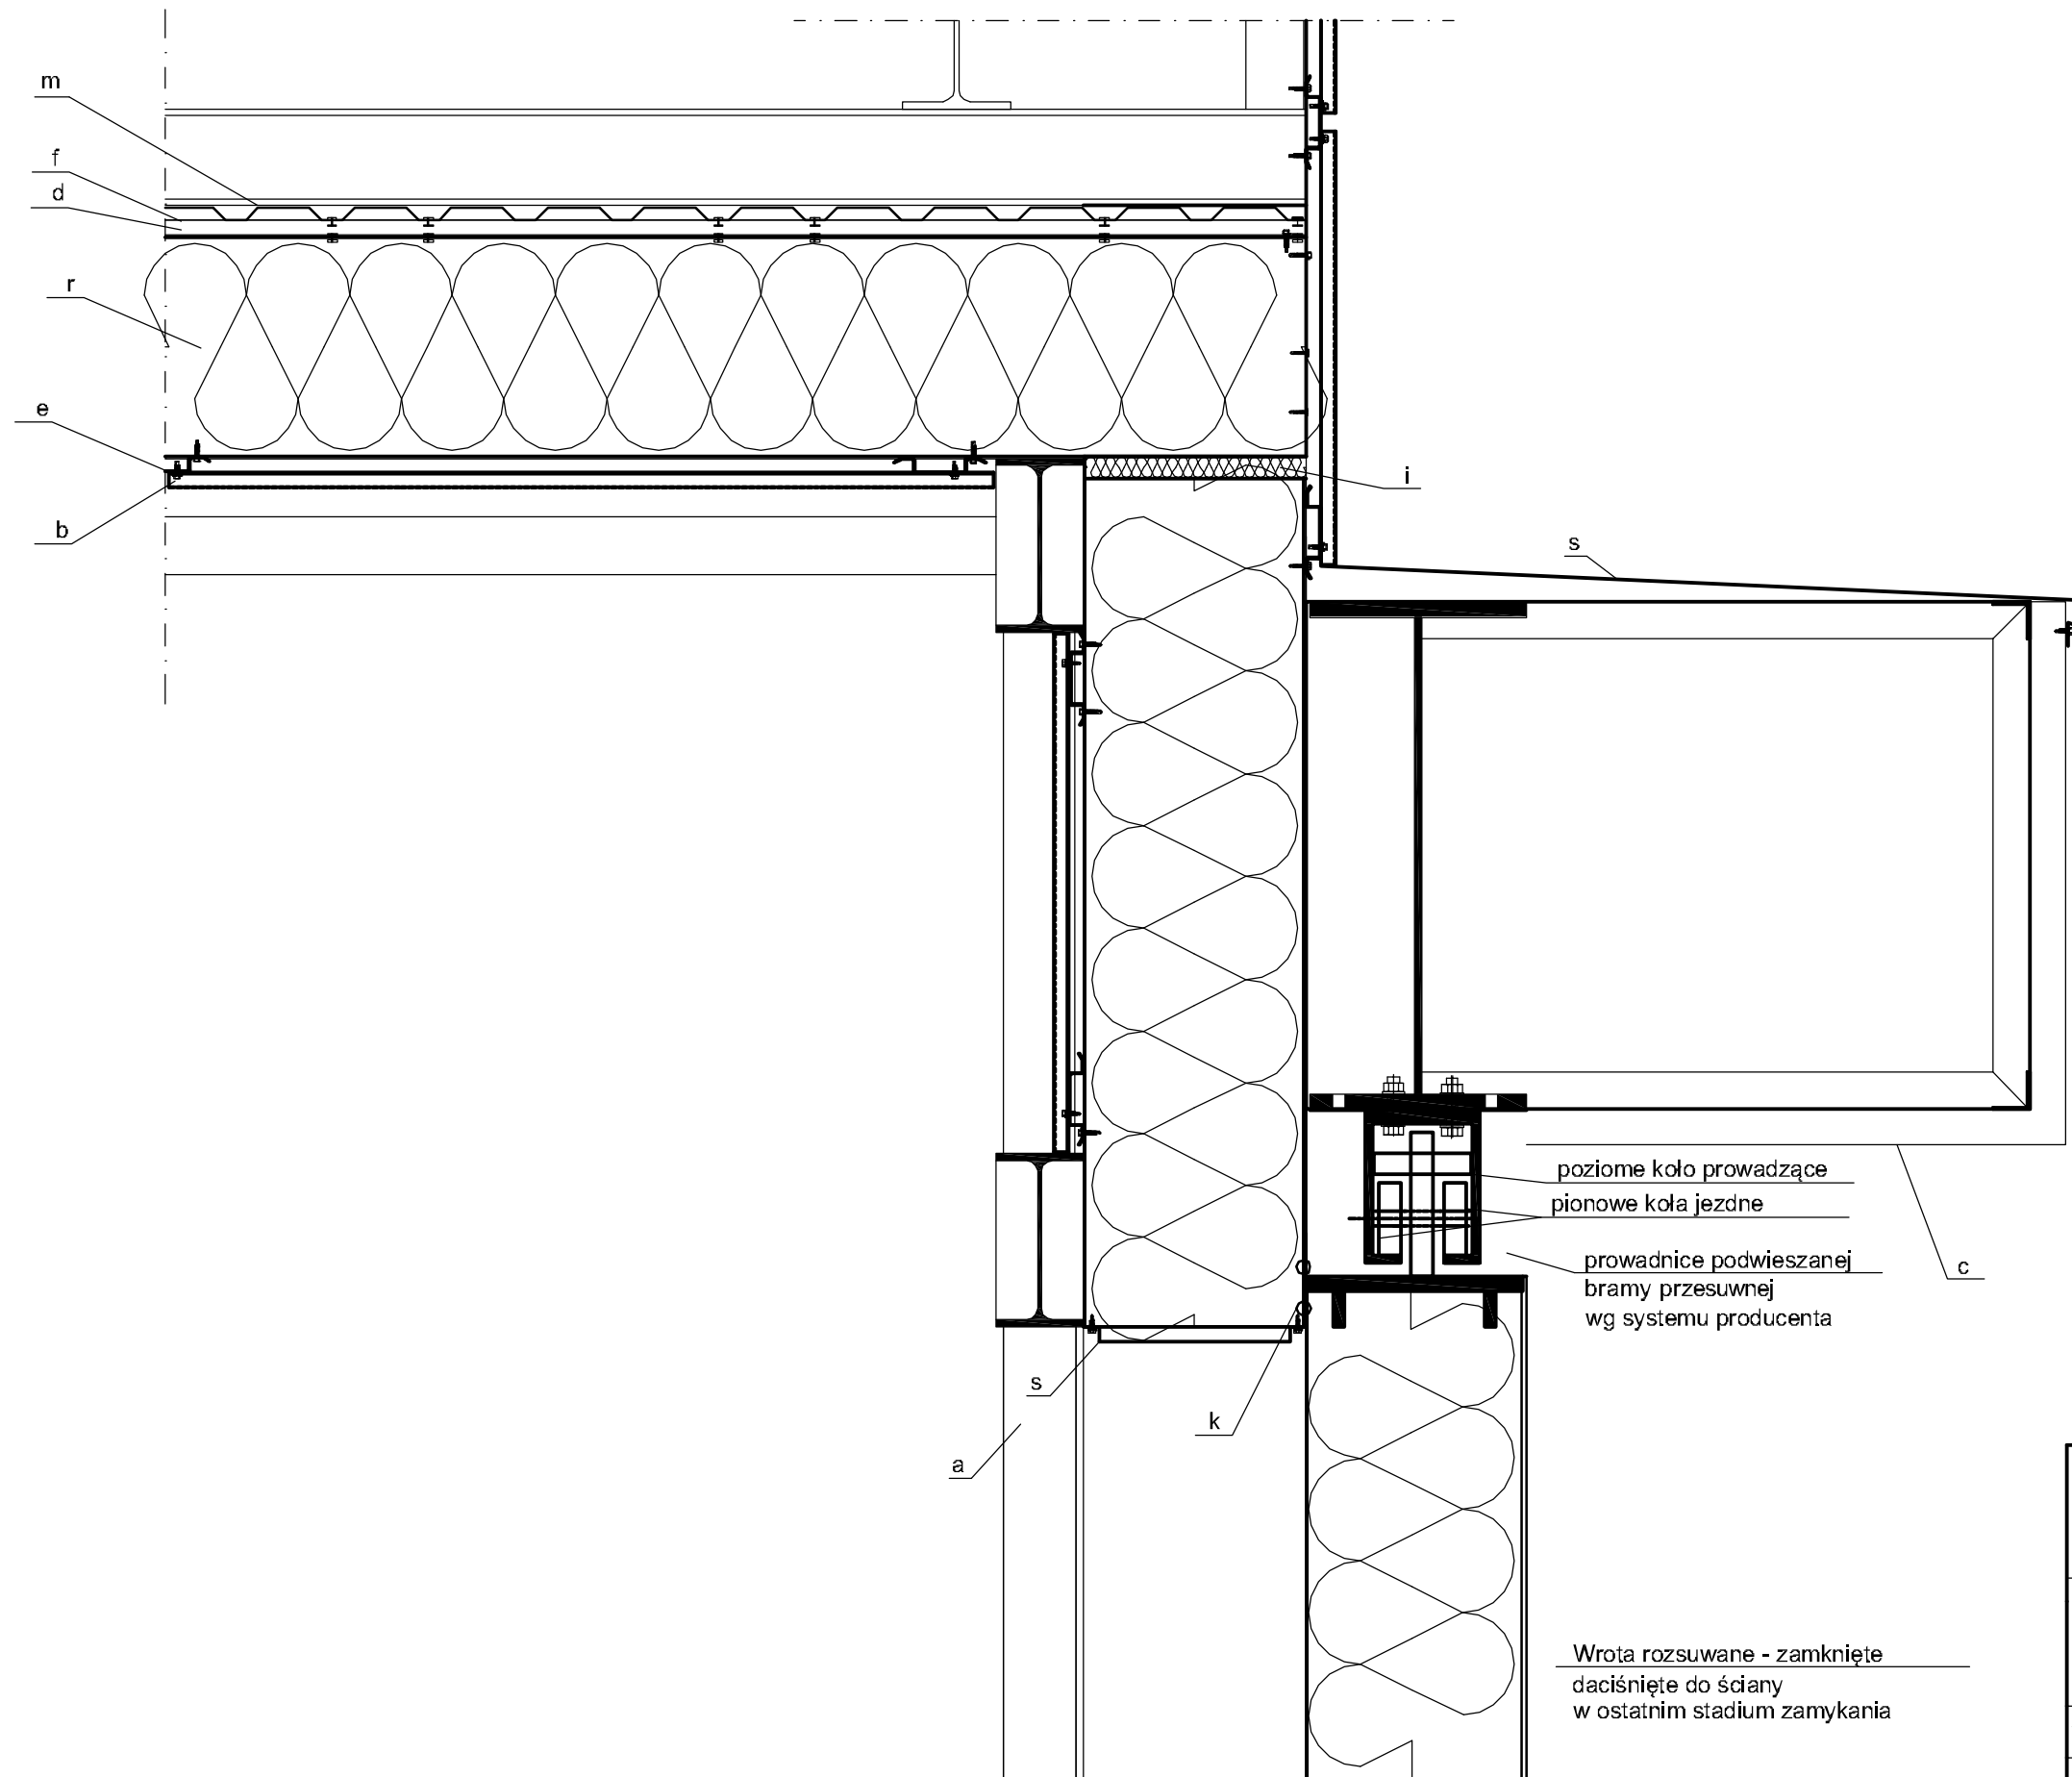 m
f
d
r
e
b
i
s
poziome koło prowadzące
pionowe koła jezdne
prowadnice podwieszanej
bramy przesuwnej
wg systemu producenta
c
s
k
a
Wrota rozsuwane - zamknięte
daciśnięte do ściany
w ostatnim stadium zamykania